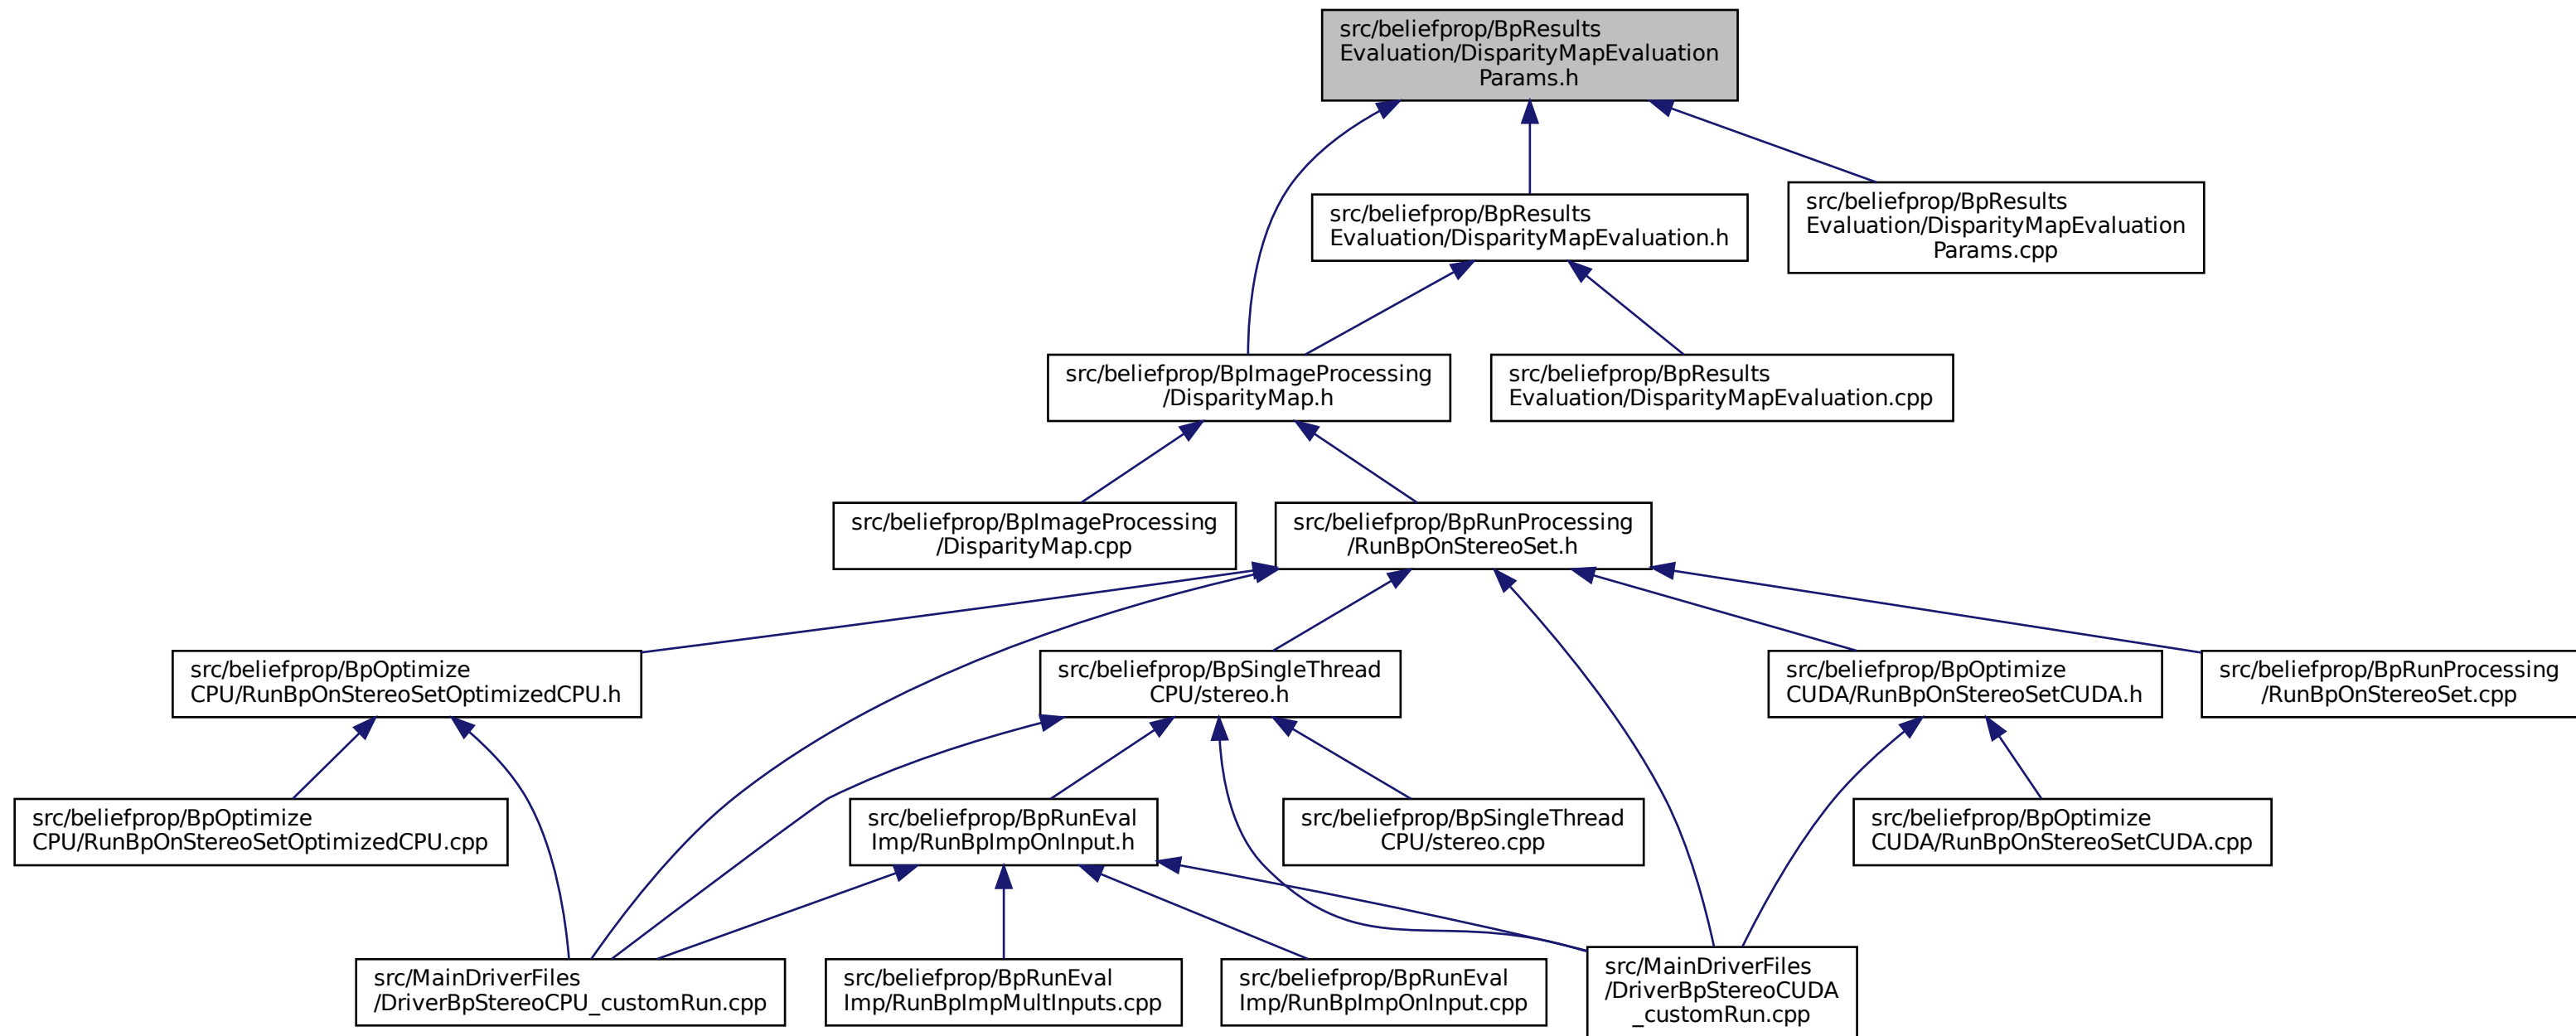 src/beliefprop/BpResults
Evaluation/DisparityMapEvaluation
Params.h
src/beliefprop/BpResults
Evaluation/DisparityMapEvaluation.h
src/beliefprop/BpResults
Evaluation/DisparityMapEvaluation
Params.cpp
src/beliefprop/BpImageProcessing
/DisparityMap.h
src/beliefprop/BpResults
Evaluation/DisparityMapEvaluation.cpp
src/beliefprop/BpImageProcessing
/DisparityMap.cpp
src/beliefprop/BpRunProcessing
/RunBpOnStereoSet.h
src/beliefprop/BpOptimize
CPU/RunBpOnStereoSetOptimizedCPU.h
src/beliefprop/BpSingleThread
CPU/stereo.h
src/beliefprop/BpOptimize
CUDA/RunBpOnStereoSetCUDA.h
src/beliefprop/BpRunProcessing
/RunBpOnStereoSet.cpp
src/beliefprop/BpOptimize
CPU/RunBpOnStereoSetOptimizedCPU.cpp
src/beliefprop/BpRunEval
Imp/RunBpImpOnInput.h
src/beliefprop/BpSingleThread
CPU/stereo.cpp
src/beliefprop/BpOptimize
CUDA/RunBpOnStereoSetCUDA.cpp
src/MainDriverFiles
/DriverBpStereoCPU_customRun.cpp
src/beliefprop/BpRunEval
Imp/RunBpImpMultInputs.cpp
src/beliefprop/BpRunEval
Imp/RunBpImpOnInput.cpp
src/MainDriverFiles
/DriverBpStereoCUDA
_customRun.cpp